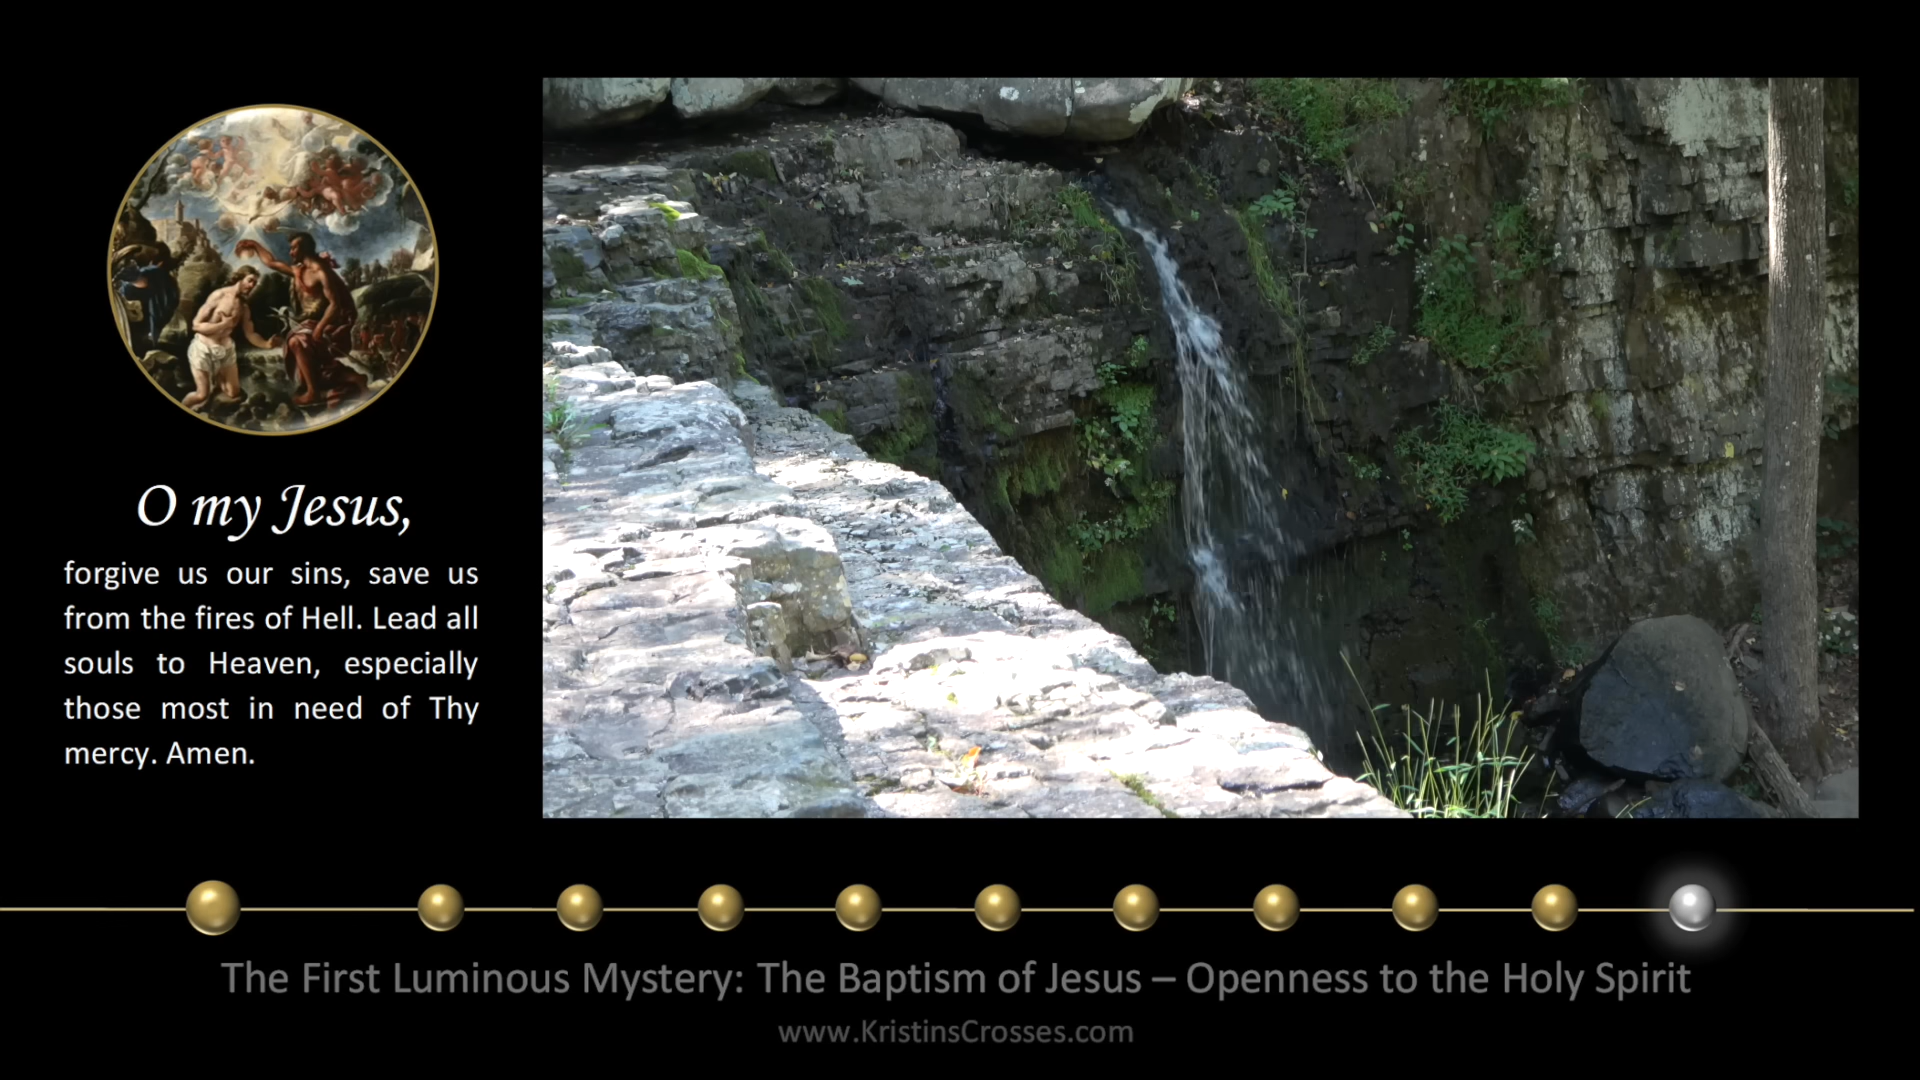 O my Jesus,
forgive us our sins, save us
from the fires of Hell. Lead all
souls to Heaven, especially
those most in need of Thy
mercy. Amen.
The First Luminous Mystery: The Baptism of Jesus – Openness to the Holy Spirit
www.KristinsCrosses.com